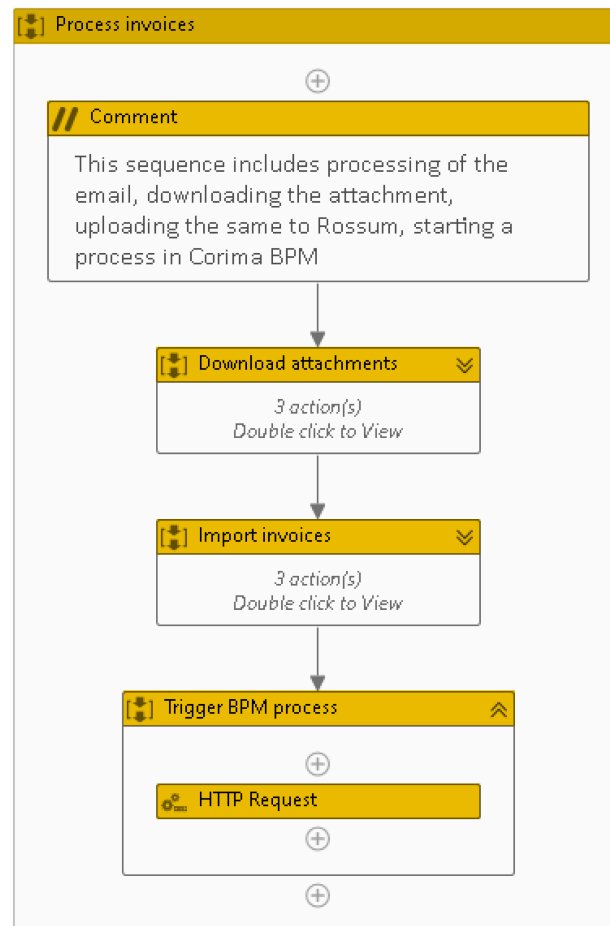 Process invoices
Comment
This sequence includes processing of the
email, downloading the attachment,
uploading the same to Rossum, starting a
process in Corima BPM
Download attachments
3 action(s)
Double click to View
Import invoices
3 action(s)
Double click to View
Trigger BPM process
HTTP Request